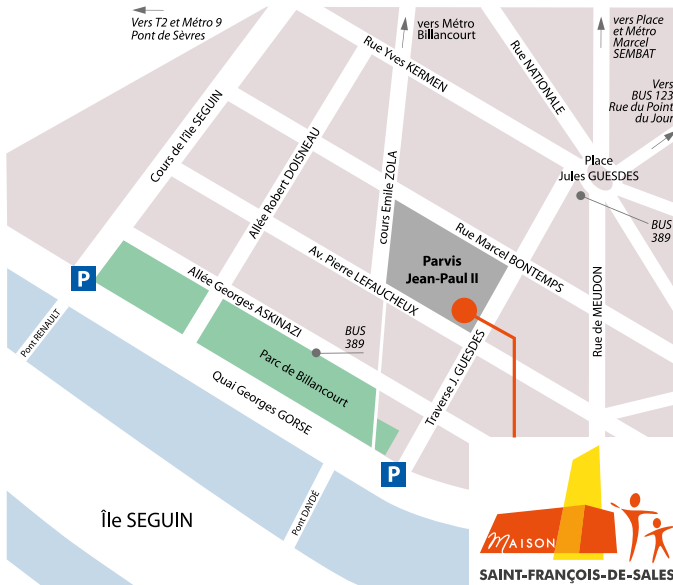 Vers T2 et Métro 9
Pont de Sèvres
vers Métro
Billancourt
vers Place
et Métro
Marcel
SEMBAT
Rue Yves KERMEN
Rue NATIONALE
Vers
BUS 123
Rue du Point
du Jour
Cours de l'île SEGUIN
Allée Robert DOISNEAU
cours Emile ZOLA
Place
Jules GUESDES
BUS
389
Rue Marcel BONTEMPS
Parvis
Jean-Paul II
Av. Pierre LEFAUCHEUX
Allée Georges ASKINAZI
P
Pont RENAULT
BUS
389
Traverse J. GUESDES
Rue de MEUDON
Parc de Billancourt
Quai Georges GORSE
P
Pont DAYDÉ
Île SEGUIN
MAISON
SAINT-FRANÇOIS-DE-SALES